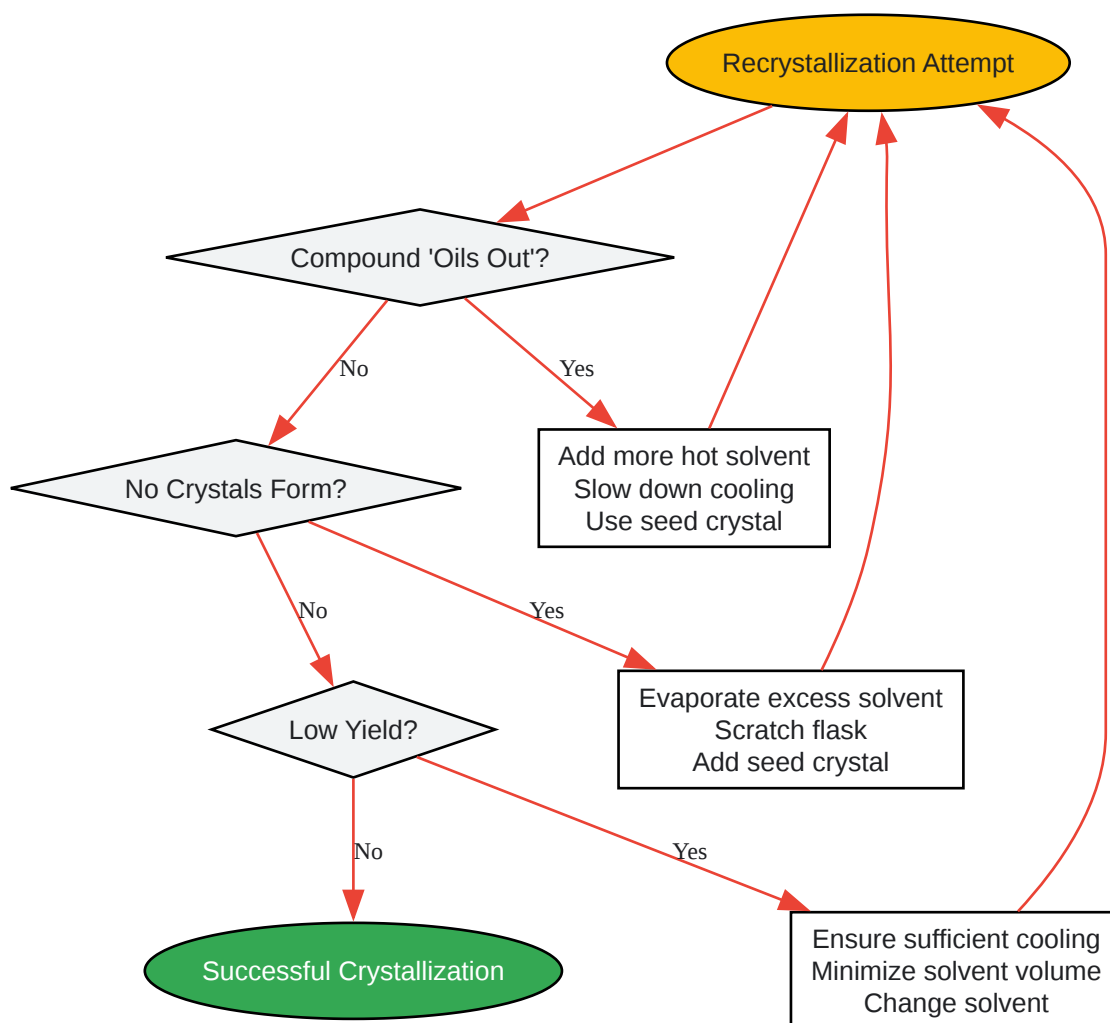 Recrystallization Attempt
Compound 'Oils Out'?
No
Yes
Add more hot solvent
Slow down cooling
Use seed crystal
No Crystals Form?
No
Yes
Evaporate excess solvent
Scratch flask
Add seed crystal
Low Yield?
No
Yes
Ensure sufficient cooling
Minimize solvent volume
Change solvent
Successful Crystallization